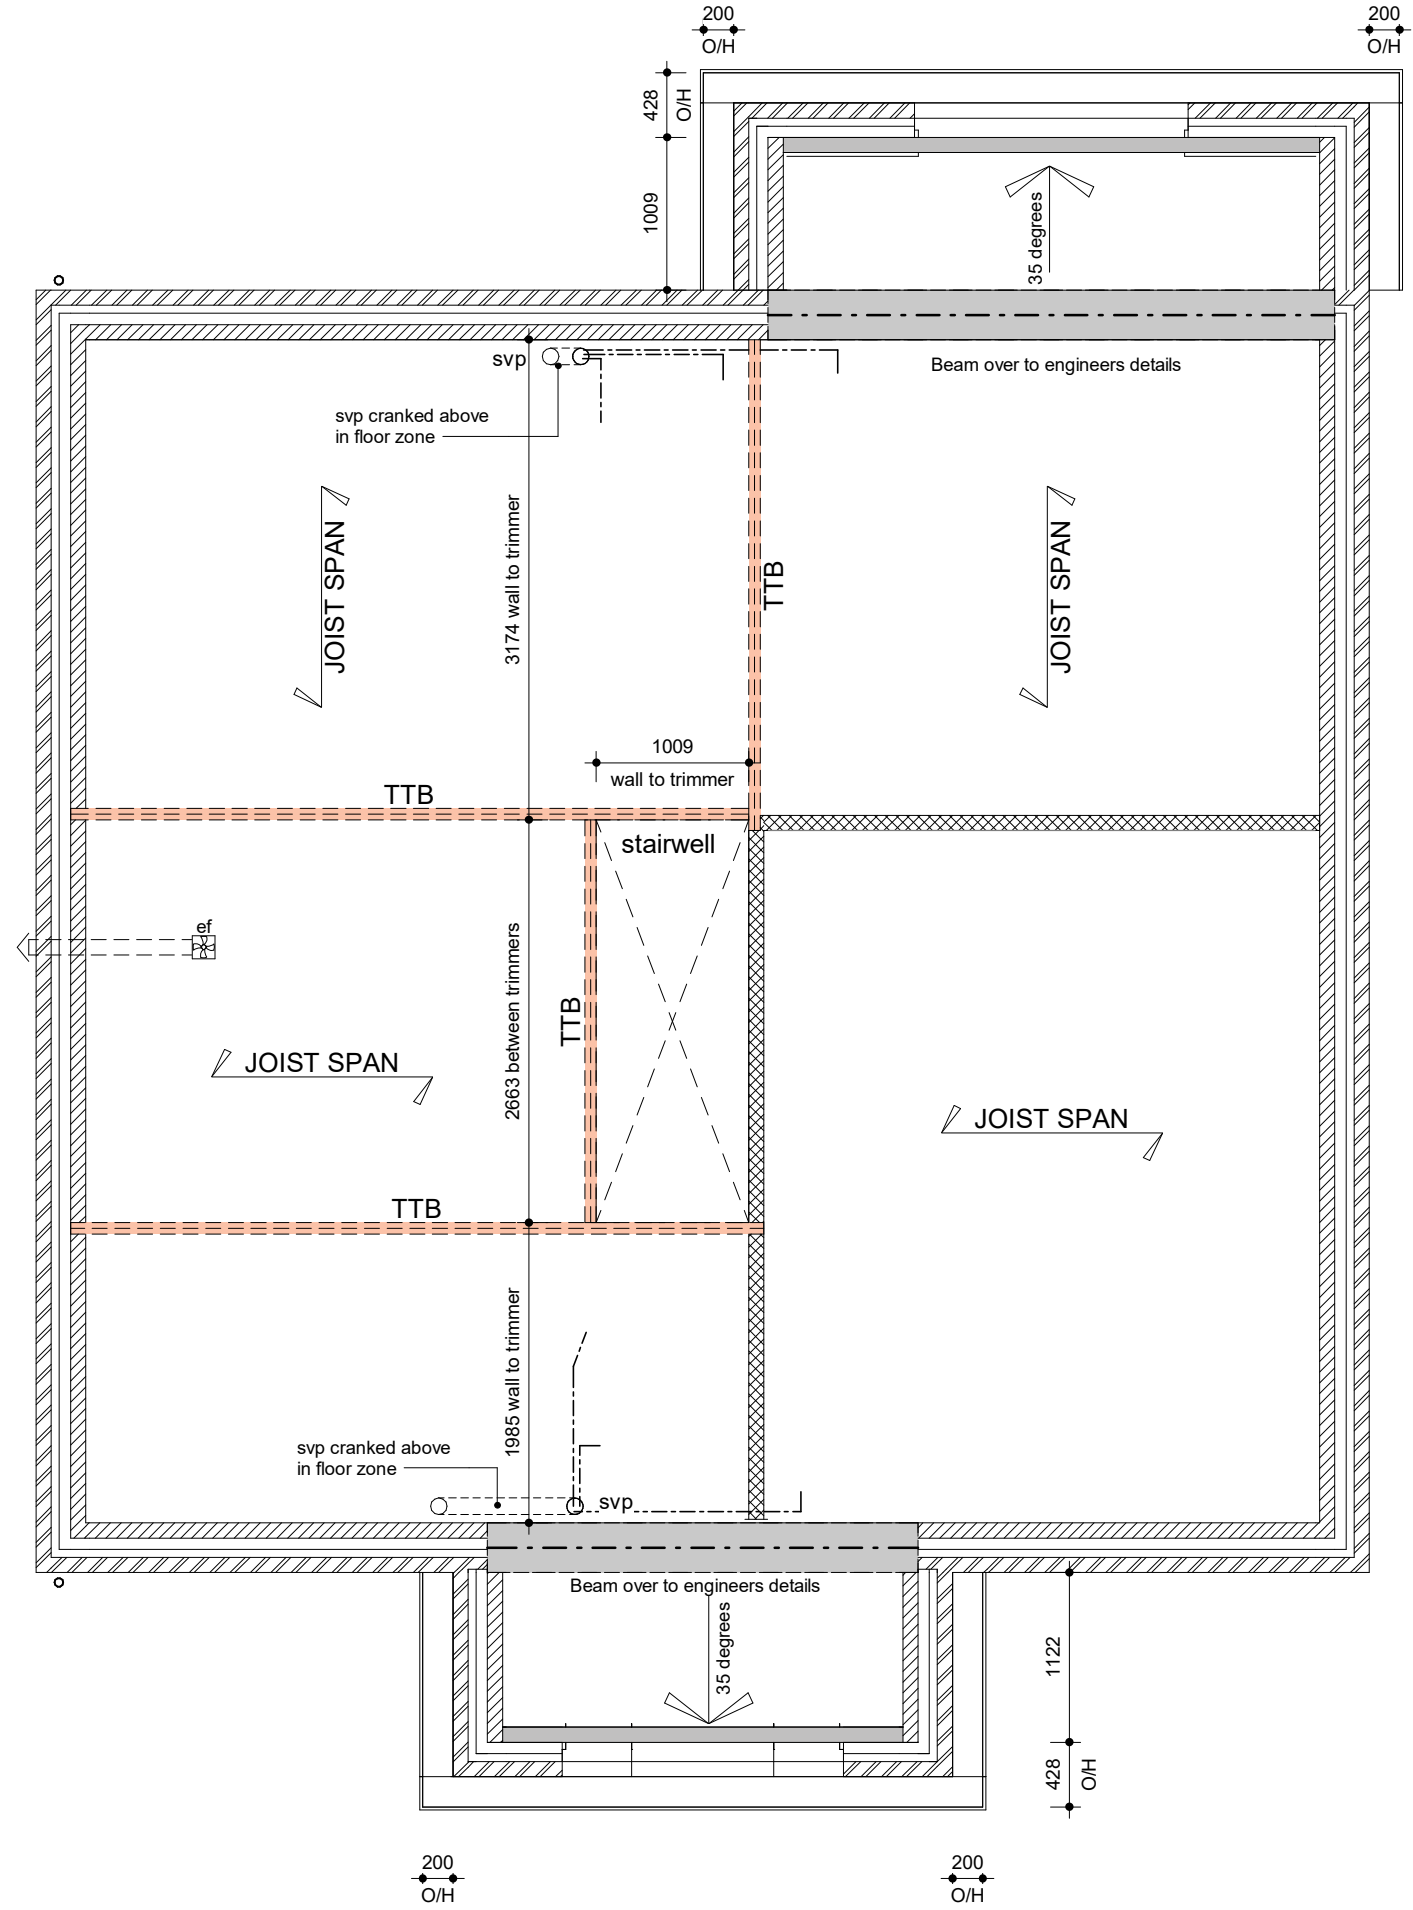 200
O/H
200
O/H
428
O/H
1009
35 degrees
svp
Beam over to engineers details
svp cranked above
in floor zone
JOIST SPAN
3174 wall to trimmer
TTB
JOIST SPAN
1009
wall to trimmer
TTB
stairwell
ef
2663 between trimmers
TTB
JOIST SPAN
JOIST SPAN
TTB
1985 wall to trimmer
svp cranked above
in floor zone
svp
Beam over to engineers details
35 degrees
1122
428
O/H
200
O/H
200
O/H